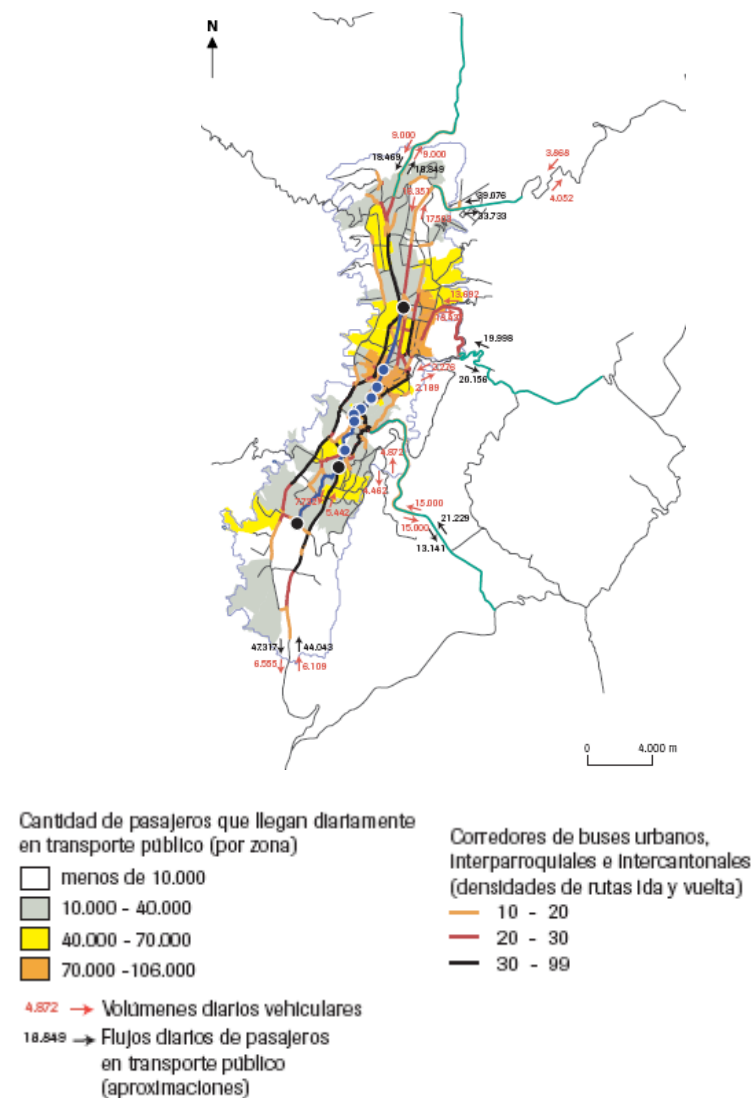 N
9.000
18.469
9.000
18.849
3.868
4.052
39.076
33.733
13.697
19.998
20.156
2.189
4.872
4.462
15.000
15.000
21.229
13.141
5.442
47.317
44.043
6.555
6.109
0 4.000 m
Cantidad de pasajeros que llegan diariamente
en transporte público (por zona)
menos de 10.000
10.000 - 40.000
40.000 - 70.000
70.000 -106.000
4.872 → Volúmenes diarios vehiculares
18.849 → Flujos diarios de pasajeros
en transporte público
(aproximaciones)
Corredores de buses urbanos,
interparroquiales e intercantonales
(densidades de rutas ida y vuelta)
10 - 20
20 - 30
30 - 99